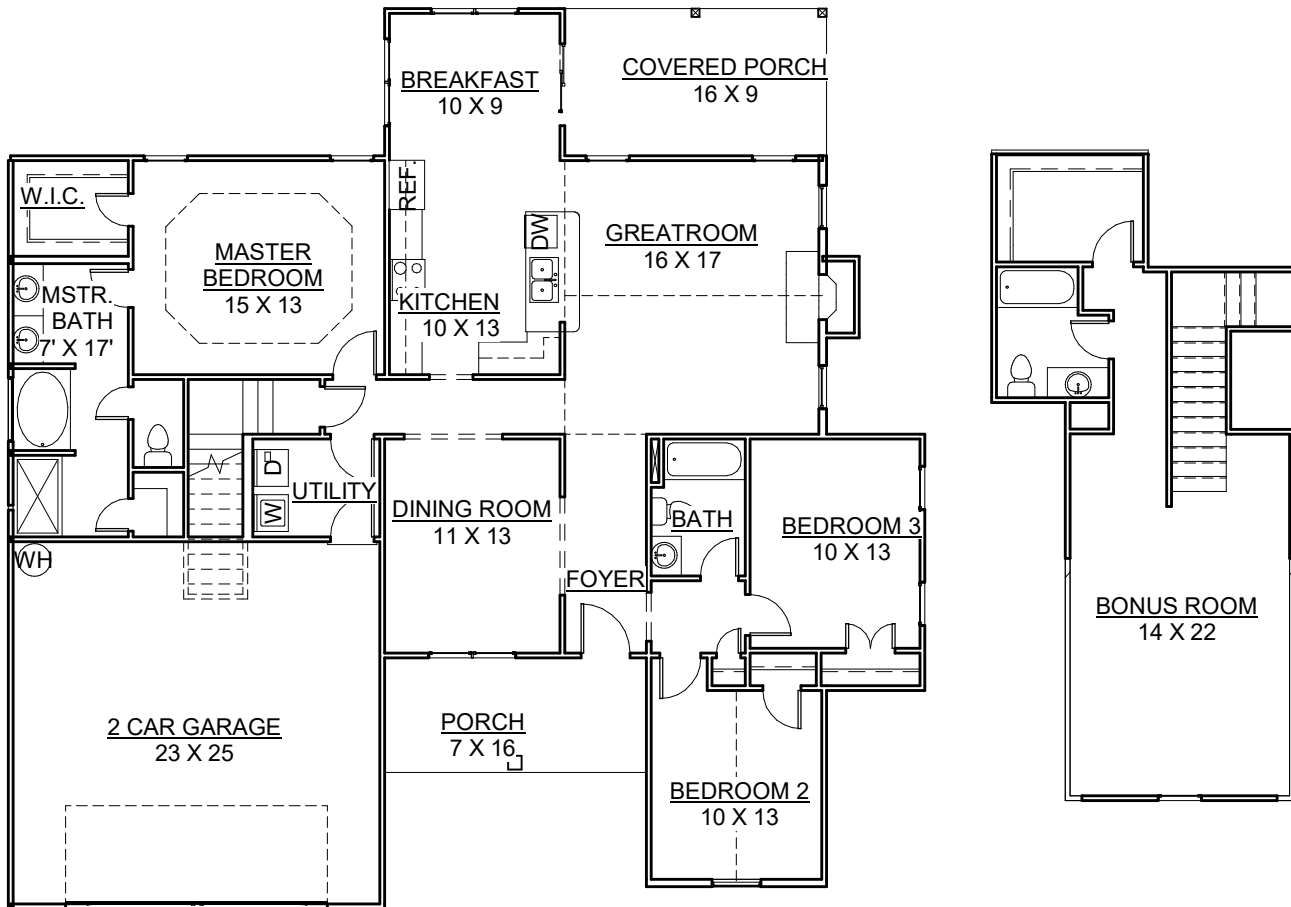 BREAKFAST
10 X 9
COVERED PORCH
16 X 9
W.I.C.
REF.
MASTER
BEDROOM
15 X 13
DW
GREATROOM
16 X 17
MSTR.
BATH
7' X 17'
KITCHEN
10 X 13
D
W
UTILITY
DINING ROOM
11 X 13
BATH
BEDROOM 3
10 X 13
WH
FOYER
BONUS ROOM
14 X 22
2 CAR GARAGE
23 X 25
PORCH
7 X 16
BEDROOM 2
10 X 13